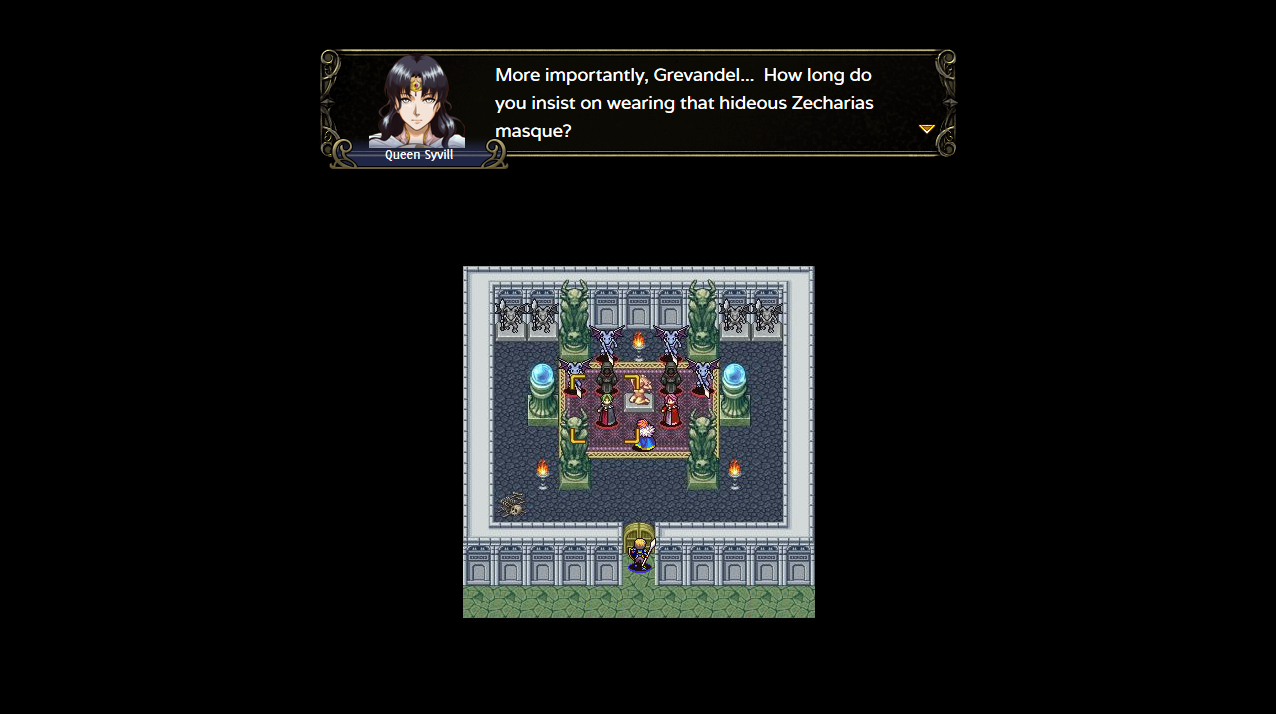 More importantly, Grevandel...  How long do
you insist on wearing that hideous Zecharias
masque?
Queen Syvill